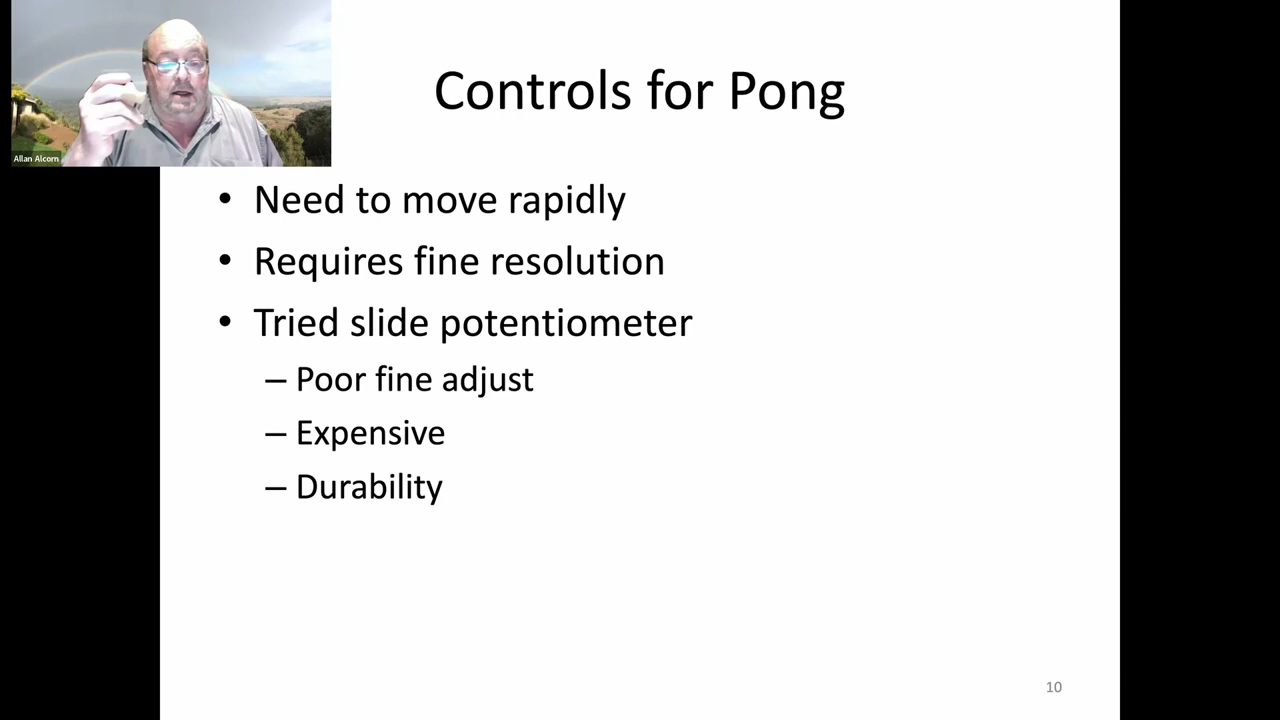 Allan Alcorn
Controls for Pong
• Need to move rapidly
• Requires fine resolution
• Tried slide potentiometer
– Poor fine adjust
– Expensive
– Durability
10